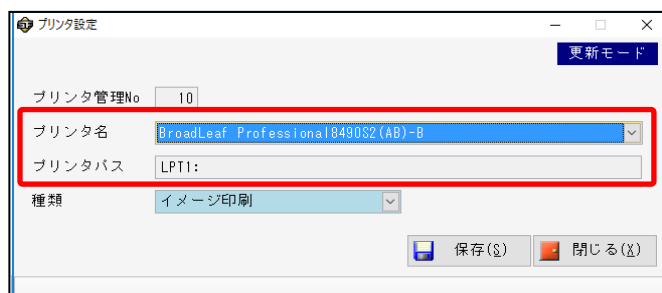 プリンタ設定
更新モード
プリンタ管理No 10
プリンタ名 BroadLeaf Professional8490S2(AB)-B
プリンタパス LPT1:
種類 イメージ印刷
保存(S) 閉じる(X)